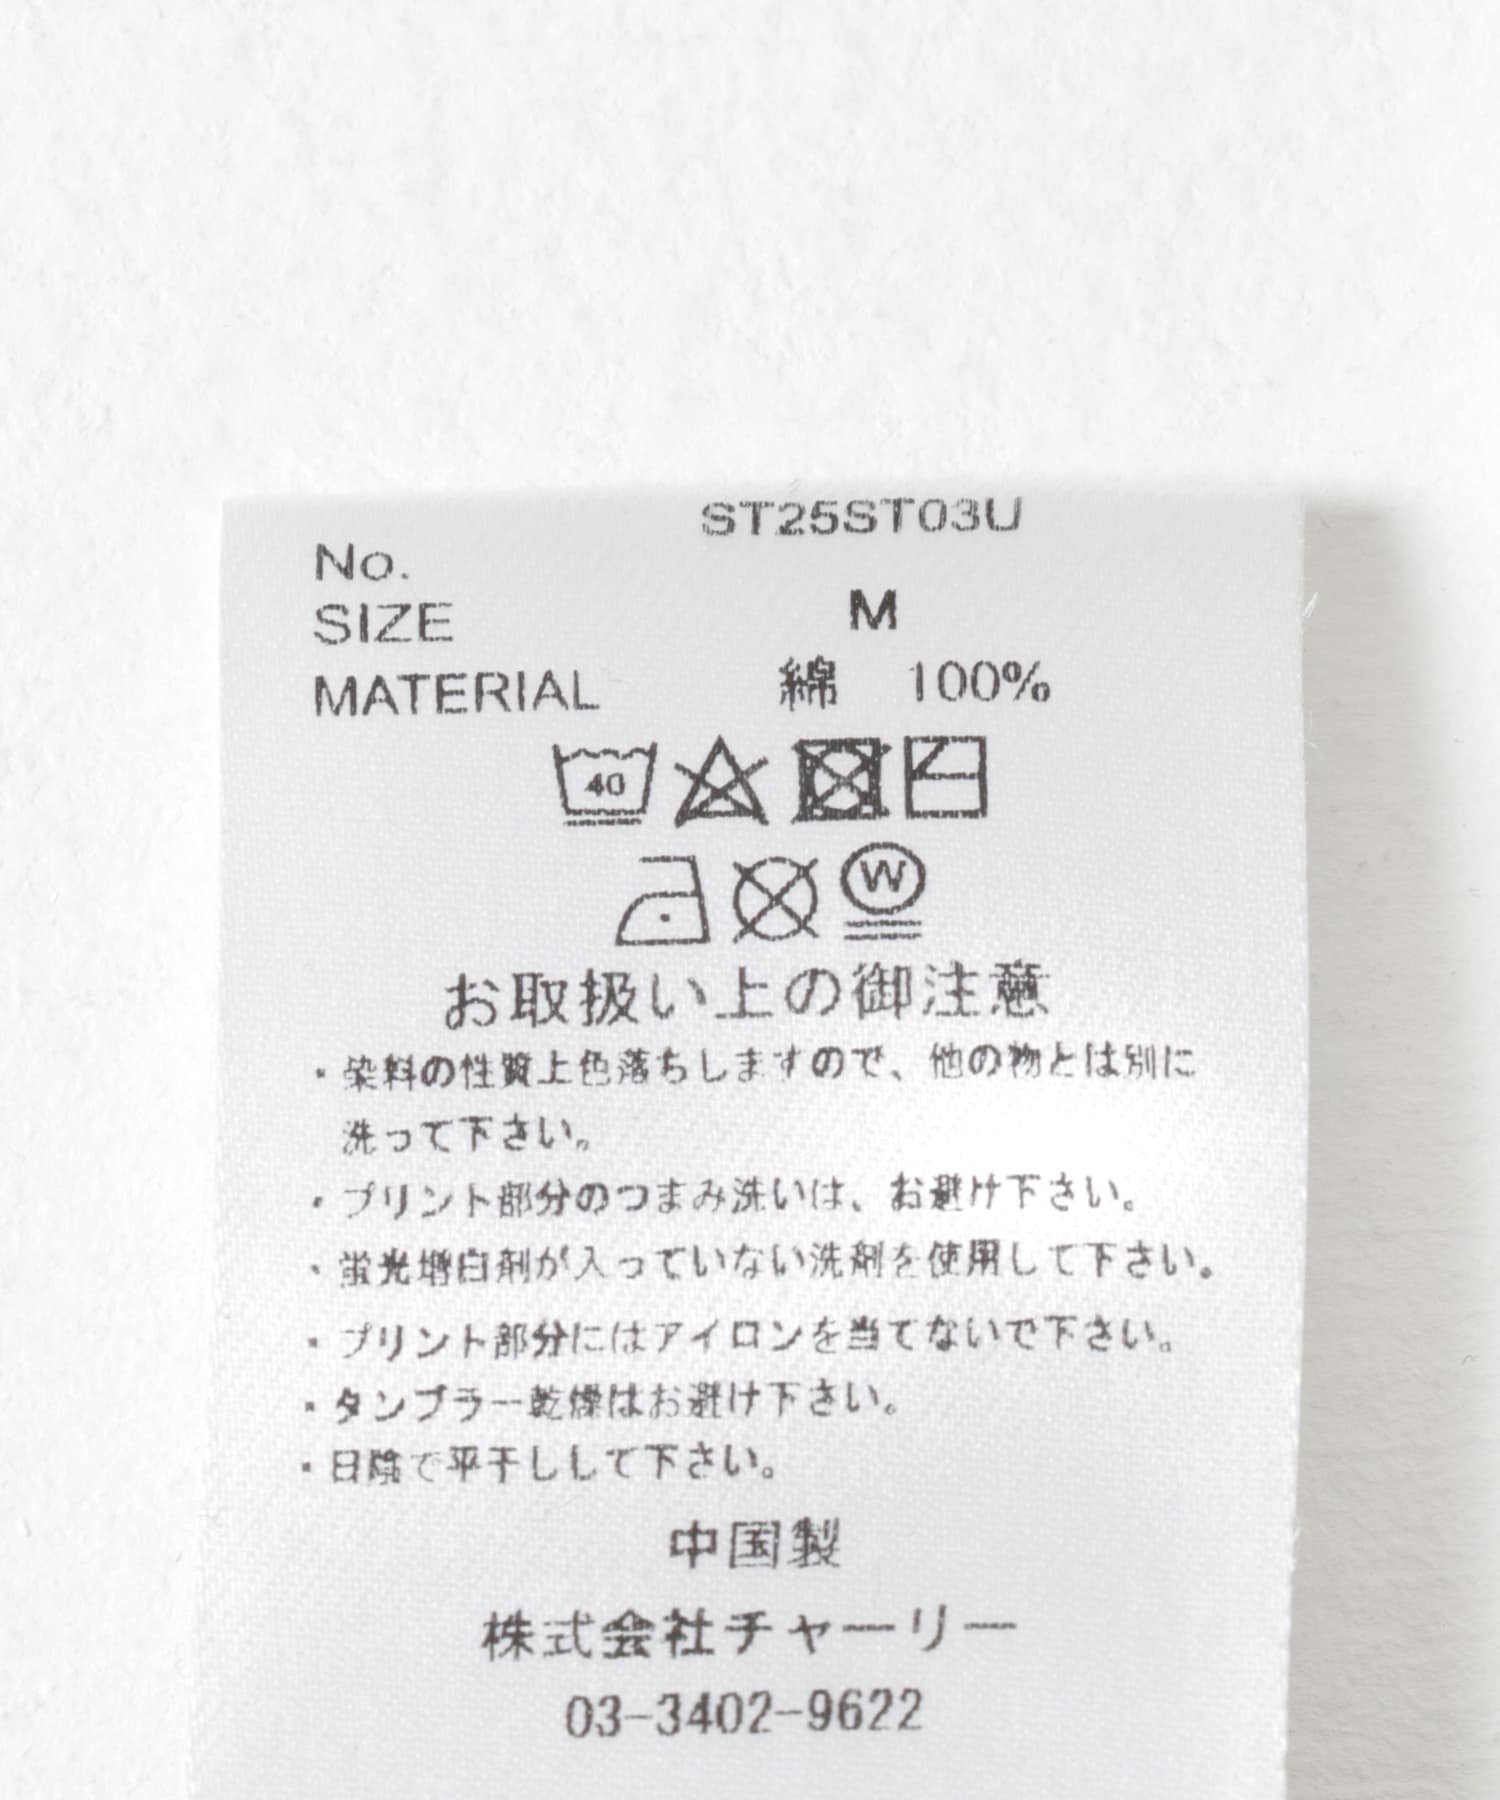 No. ST25ST03U
SIZE M
MATERIAL 綿 100%
40
W
お取扱い上の御注意
・染料の性質上色落ちしますので、他の物とは別に
洗って下さい。
・プリント部分のつまみ洗いは、お避け下さい。
・蛍光増白剤が入っていない洗剤を使用して下さい。
・プリント部分にはアイロンを当てないで下さい。
・タンブラー乾燥はお避け下さい。
・日陰で平干しして下さい。
中国製
株式会社チャーリー
03-3402-9622